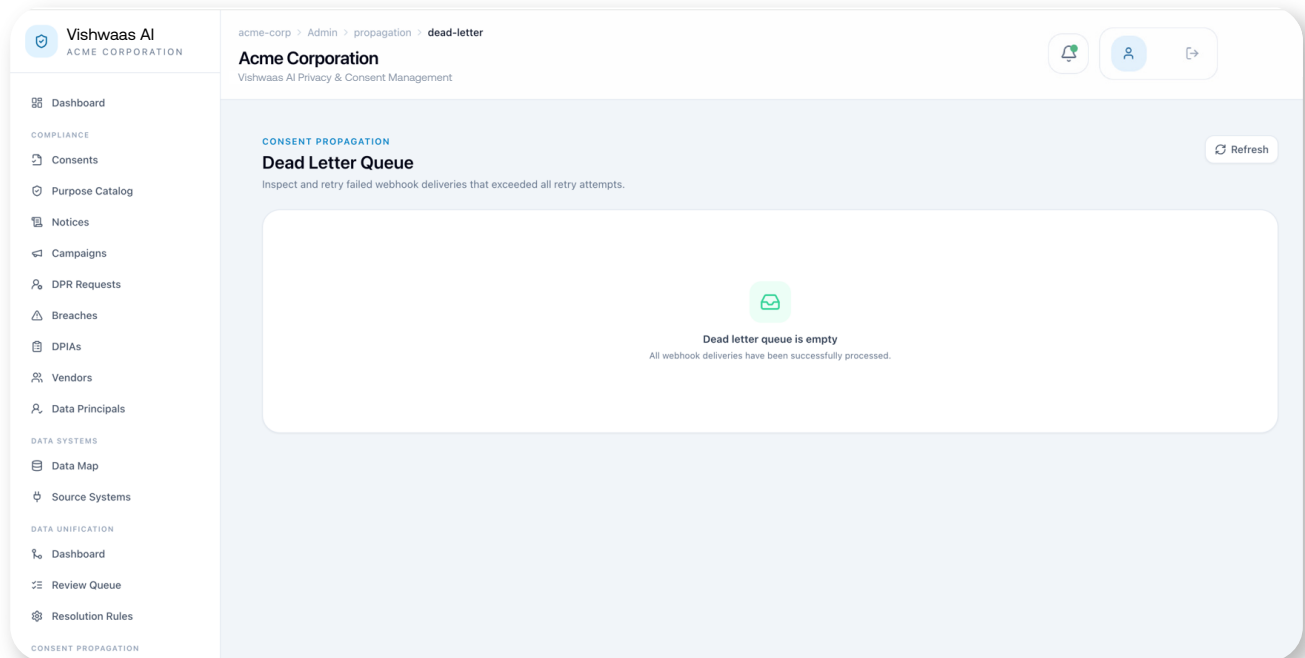 Vishwaas AI
ACME CORPORATION
Dashboard
COMPLIANCE
Consents
Purpose Catalog
Notices
Campaigns
DPR Requests
Breaches
DPIAs
Vendors
Data Principals
DATA SYSTEMS
Data Map
Source Systems
DATA UNIFICATION
Dashboard
Review Queue
Resolution Rules
CONSENT PROPAGATION
acme-corp > Admin > propagation > dead-letter
Acme Corporation
Vishwaas AI Privacy & Consent Management
CONSENT PROPAGATION
Dead Letter Queue
Inspect and retry failed webhook deliveries that exceeded all retry attempts.
Refresh
Dead letter queue is empty
All webhook deliveries have been successfully processed.